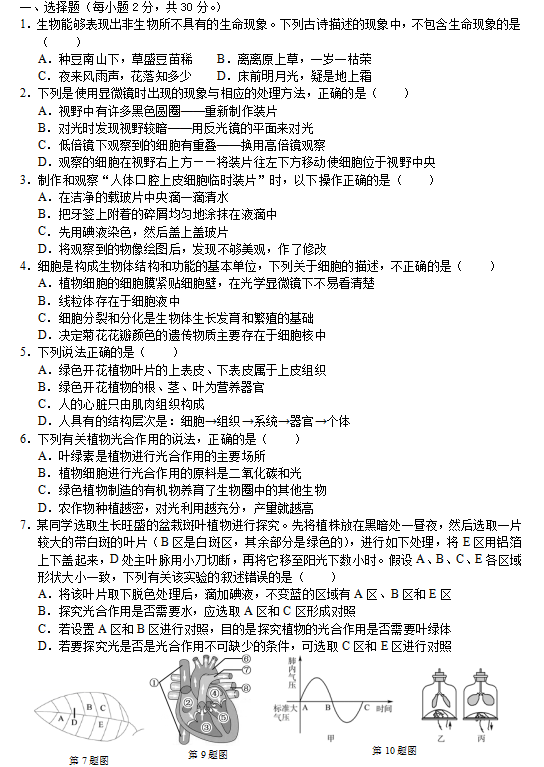 一、选择题（每小题2分，共30分。）
1．生物能够表现出非生物所不具有的生命现象。下列古诗描述的现象中，不包含生命现象的是
（　　）
A．种豆南山下，草盛豆苗稀　　B．离离原上草，一岁一枯荣
C．夜来风雨声，花落知多少　　D．床前明月光，疑是地上霜
2．下列是使用显微镜时出现的现象与相应的处理方法，正确的是（　　）
A．视野中有许多黑色圆圈——重新制作装片
B．对光时发现视野较暗——用反光镜的平面来对光
C．低倍镜下观察到的细胞有重叠——换用高倍镜观察
D．观察的细胞在视野右上方——将装片往左下方移动使细胞位于视野中央
3．制作和观察“人体口腔上皮细胞临时装片”时，以下操作正确的是（　　）
A．在洁净的载玻片中央滴一滴清水
B．把牙签上附着的碎屑均匀地涂抹在液滴中
C．先用碘液染色，然后盖上盖玻片
D．将观察到的物像绘图后，发现不够美观，作了修改
4．细胞是构成生物体结构和功能的基本单位，下列关于细胞的描述，不正确的是（　　）
A．植物细胞的细胞膜紧贴细胞壁，在光学显微镜下不易看清楚
B．线粒体存在于细胞液中
C．细胞分裂和分化是生物体生长发育和繁殖的基础
D．决定菊花花瓣颜色的遗传物质主要存在于细胞核中
5．下列说法正确的是（　　）
A．绿色开花植物叶片的上表皮、下表皮属于上皮组织
B．绿色开花植物的根、茎、叶为营养器官
C．人的心脏只由肌肉组织构成
D．人具有的结构层次是：细胞→组织→系统→器官→个体
6．下列有关植物光合作用的说法，正确的是（　　）
A．叶绿素是植物进行光合作用的主要场所
B．植物细胞进行光合作用的原料是二氧化碳和光
C．绿色植物制造的有机物养育了生物圈中的其他生物
D．农作物种植越密，对光利用越充分，产量就越高
7．某同学选取生长旺盛的盆栽斑叶植物进行探究。先将植株放在黑暗处一昼夜，然后选取一片
较大的带白斑的叶片（B区是白斑区，其余部分是绿色的），进行如下处理，将E区用铝箔
上下盖起来，D处主叶脉用小刀切断，再将它移至阳光下数小时。假设A、B、C、E各区域
形状大小一致，下列有关该实验的叙述错误的是（　　）
A．将该叶片取下脱色处理后，滴加碘液，不变蓝的区域有A区、B区和E区
B．探究光合作用是否需要水，应选取A区和C区形成对照
C．若设置A区和B区进行对照，目的是探究植物的光合作用是否需要叶绿体
D．若要探究光是否是光合作用不可缺少的条件，可选取C区和E区进行对照
A D B C E
第7题图
① ② ③ ④ ⑤ ⑥ ⑦ ⑧
第9题图
肺内气压
标准大气压
A B C 时间
甲 乙 丙
第10题图